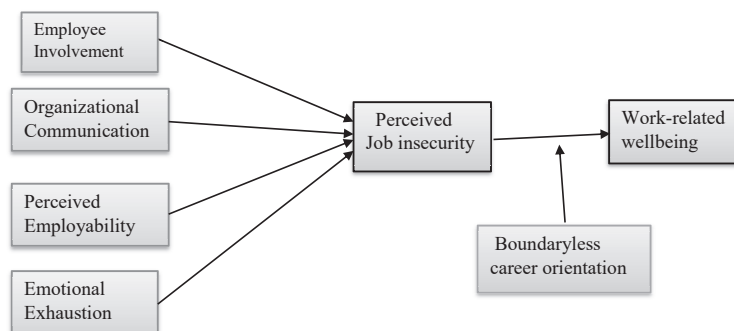 Employee
Involvement
Organizational
Communication
Perceived
Employability
Emotional
Exhaustion
Perceived
Job insecurity
Work-related
wellbeing
Boundaryless
career orientation